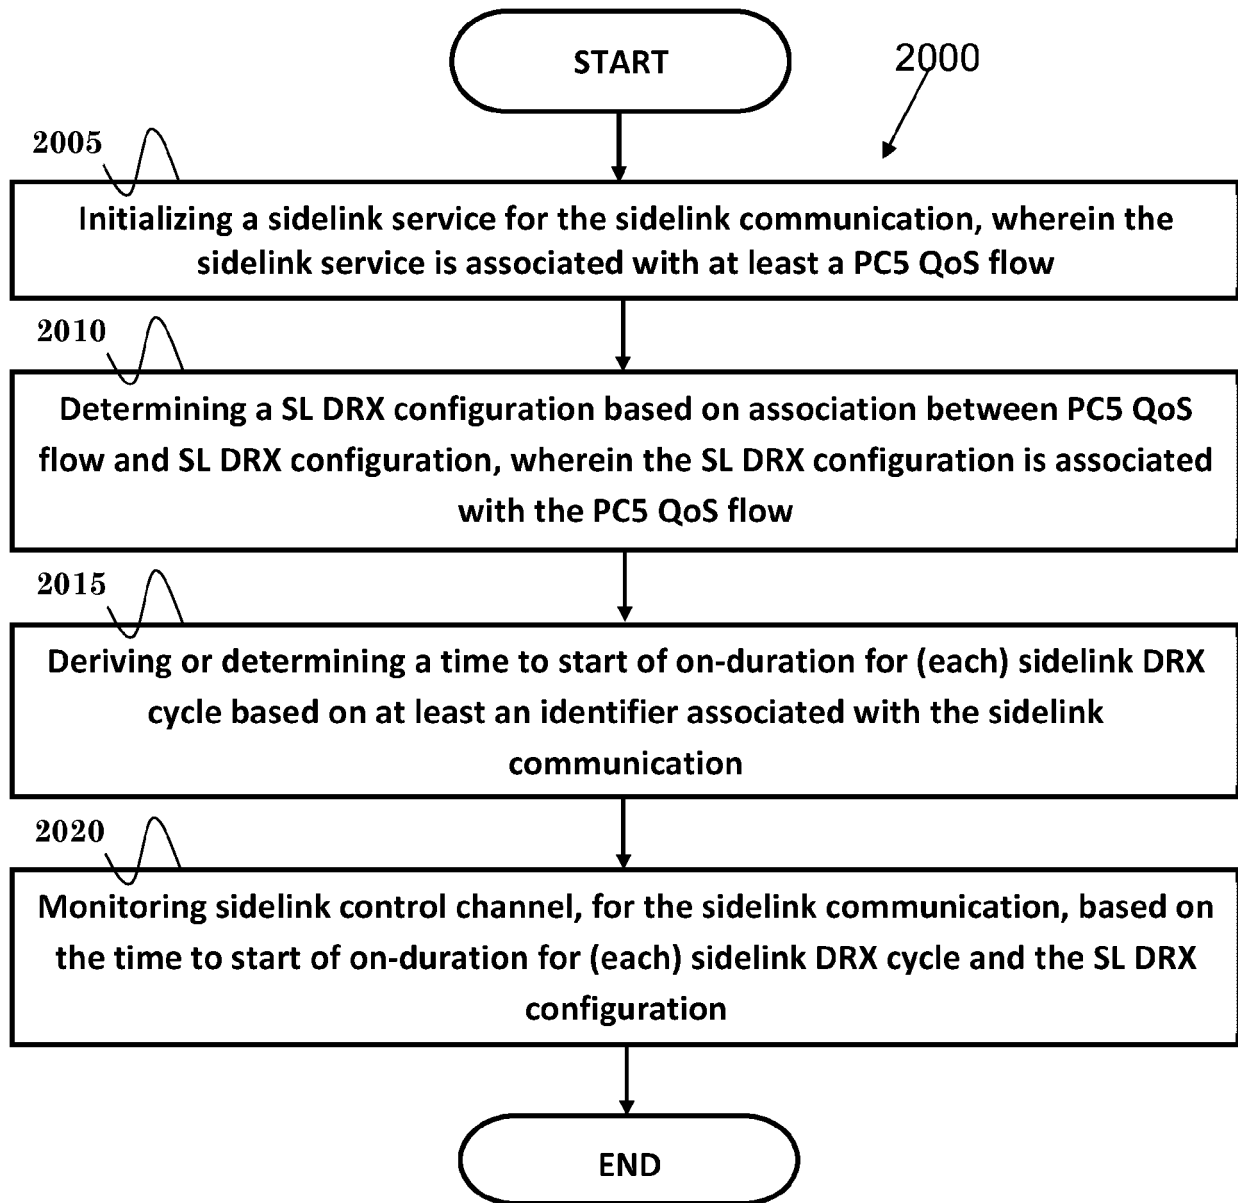 START
2000
2005
Initializing a sidelink service for the sidelink communication, wherein the
sidelink service is associated with at least a PC5 QoS flow
2010
Determining a SL DRX configuration based on association between PC5 QoS
flow and SL DRX configuration, wherein the SL DRX configuration is associated
with the PC5 QoS flow
2015
Deriving or determining a time to start of on-duration for (each) sidelink DRX
cycle based on at least an identifier associated with the sidelink
communication
2020
Monitoring sidelink control channel, for the sidelink communication, based on
the time to start of on-duration for (each) sidelink DRX cycle and the SL DRX
configuration
END